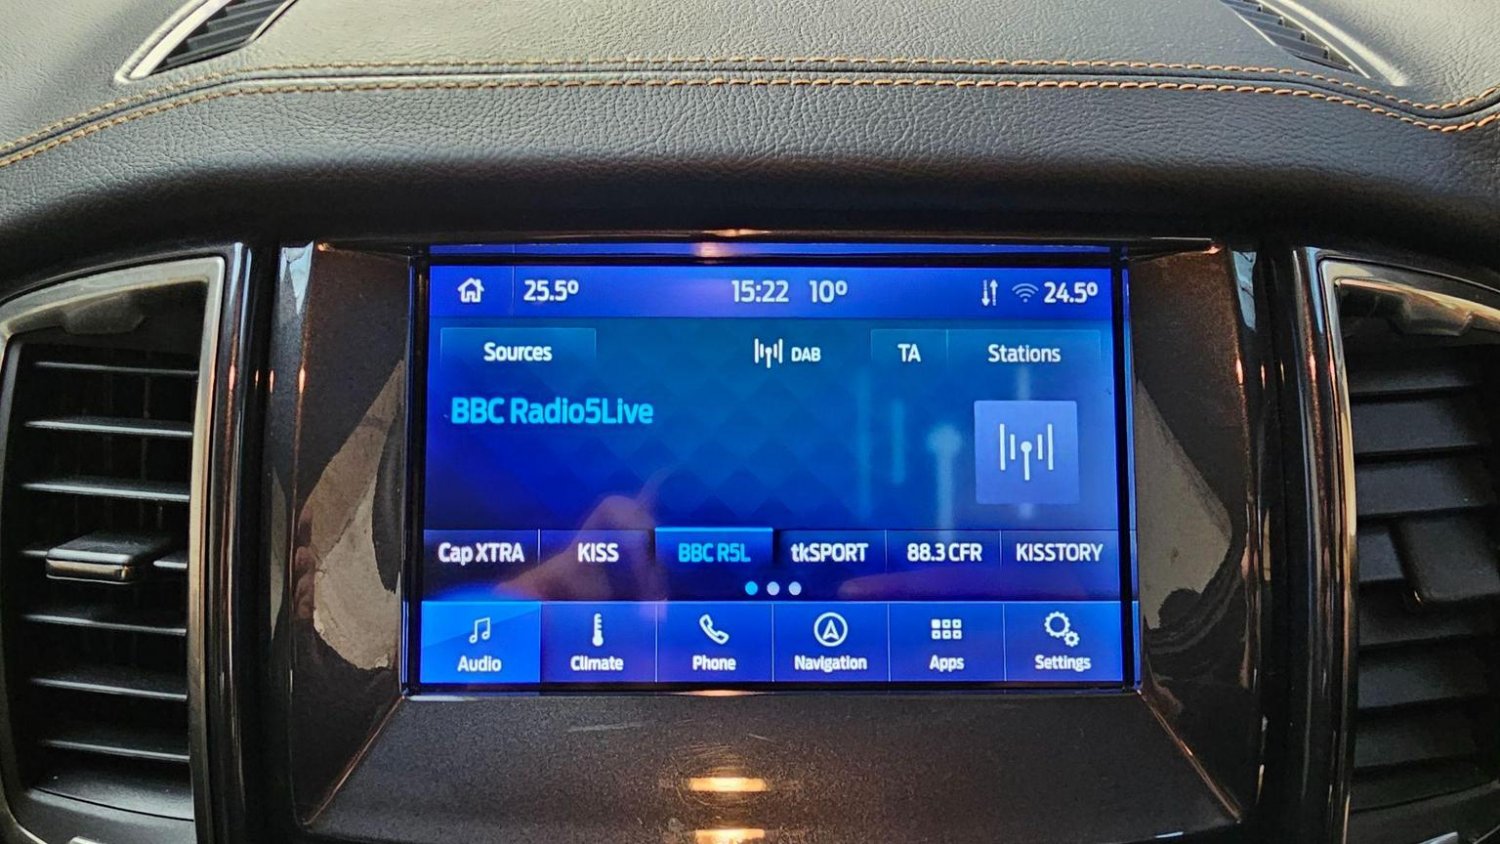 25.5° 15:22 10° 24.5°
Sources DAB TA Stations
BBC Radio5Live
Cap XTRA KISS BBC R5L tkSPORT 88.3 CFR KISSTORY
Audio Climate Phone Navigation Apps Settings